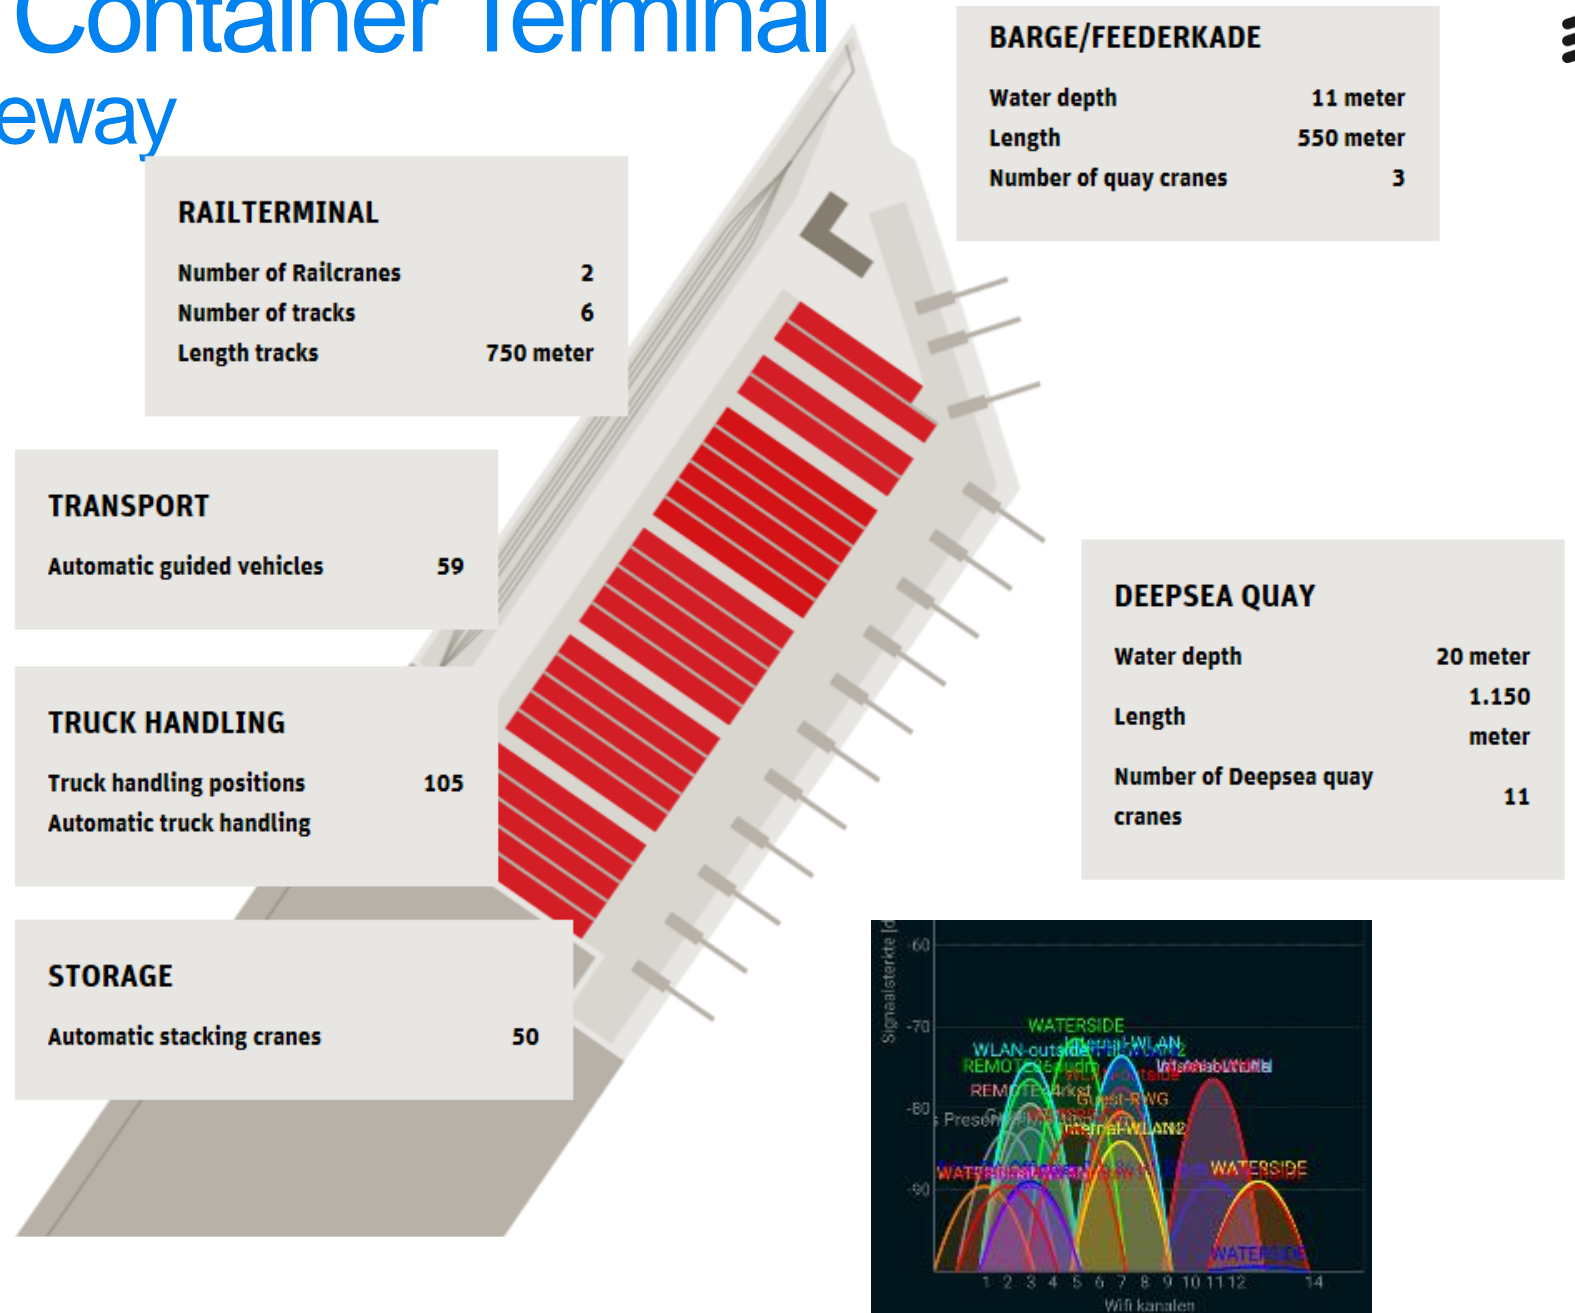 Container Terminal
eway
BARGE/FEEDERKADE
Water depth 11 meter
Length 550 meter
Number of quay cranes 3
RAILTERMINAL
Number of Railcranes 2
Number of tracks 6
Length tracks 750 meter
TRANSPORT
Automatic guided vehicles 59
TRUCK HANDLING
Truck handling positions 105
Automatic truck handling
STORAGE
Automatic stacking cranes 50
DEEPSEA QUAY
Water depth 20 meter
Length 1.150 meter
Number of Deepsea quay cranes 11
Signaalsterkte [d
-60
-70
-80
-90
WATERSIDE
Internal-WLAN
WLAN-outside
Guest-RWG
Internal-WLAN2
WATERSIDE
WATERSIDE
1 2 3 4 5 6 7 8 9 10 11 12 14
Wifi kanalen